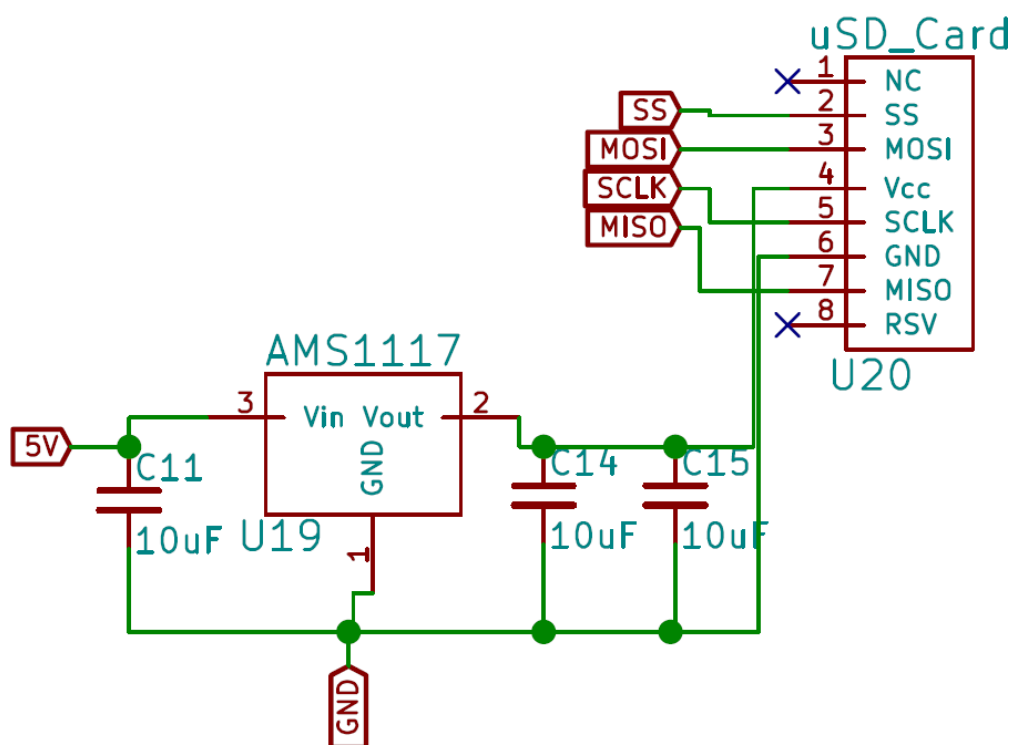 uSD_Card
1 NC
SS 2 SS
MOSI 3 MOSI
SCLK 4 Vcc
5 SCLK
MISO 6 GND
7 MISO
8 RSV
U20
AMS1117
3 Vin Vout 2
5V
GND
C11
C14
C15
10uF
U19
1
10uF
10uF
GND